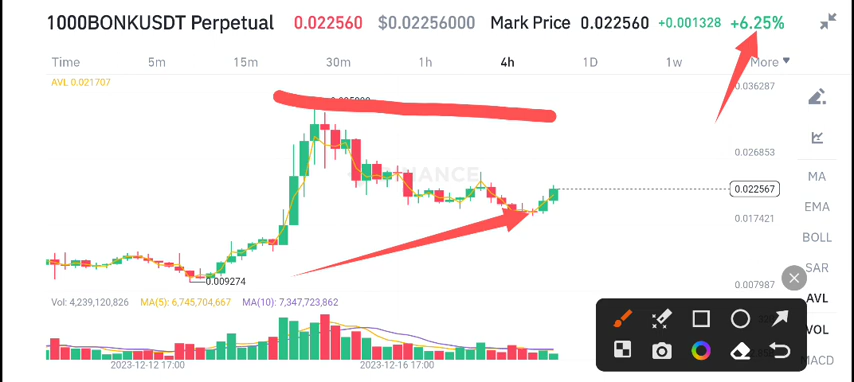 1000BONKUSDT Perpetual 0.022560 $0.02256000 Mark Price 0.022560 +0.001328 +6.25%
Time 5m 15m 30m 1h 4h 1D 1w More
AVL 0.021707
0.036287
0.026853
BINANCE
MA
0.022567
EMA
0.017421
BOLL
SAR
0.009274
0.007987
AVL
Vol: 4,239,120,826 MA(5): 6,745,704,667 MA(10): 7,347,723,862
VOL
MACD
2023-12-12 17:00 2023-12-16 17:00